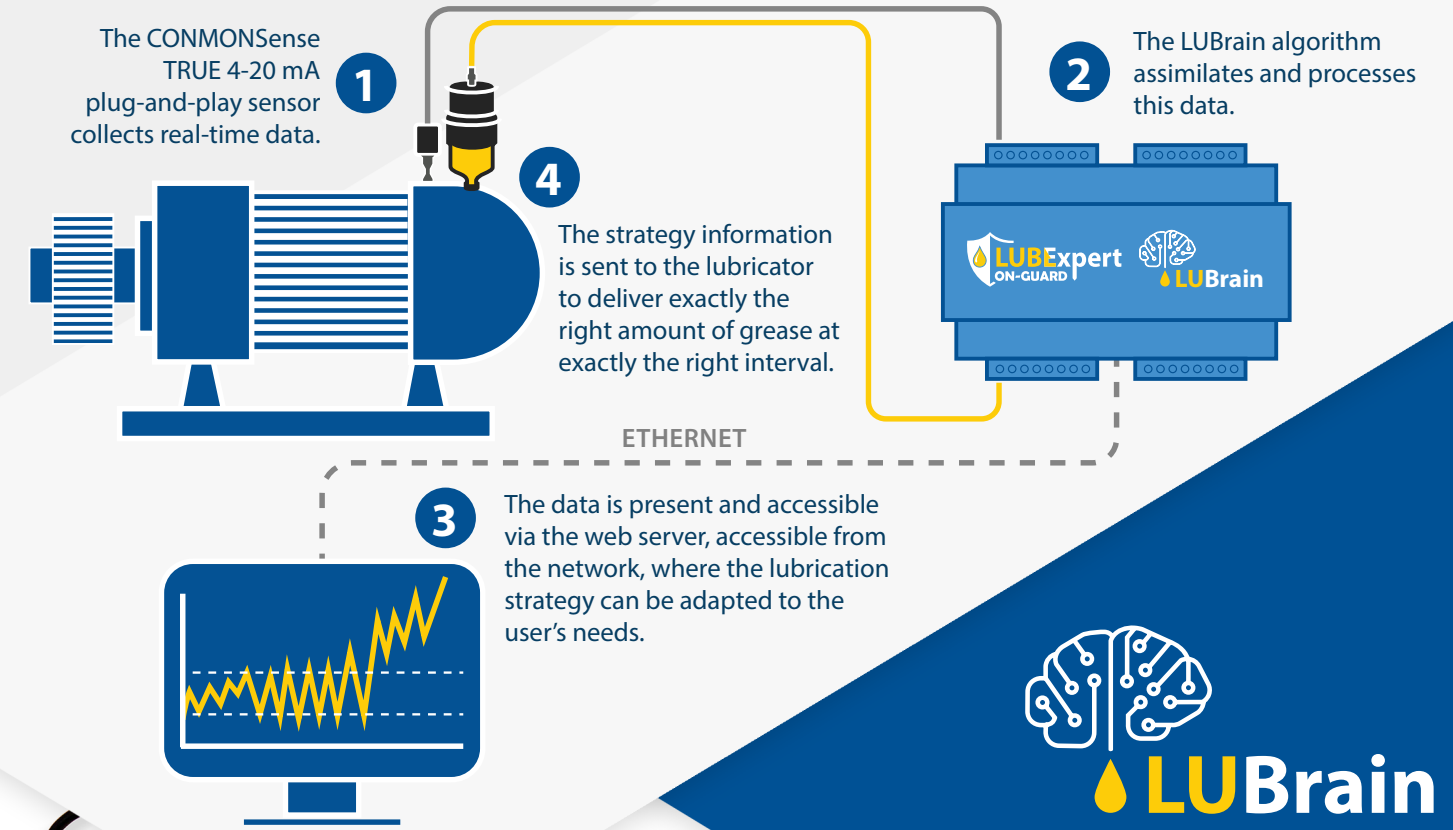 The CONMONSense
TRUE 4-20 mA
plug-and-play sensor
collects real-time data.
1
2
The LUBrain algorithm
assimilates and processes
this data.
4
The strategy information
is sent to the lubricator
to deliver exactly the
right amount of grease at
exactly the right interval.
LUBExpert
ON-GUARD
LUBrain
ETHERNET
3
The data is present and accessible
via the web server, accessible from
the network, where the lubrication
strategy can be adapted to the
user's needs.
LUBrain